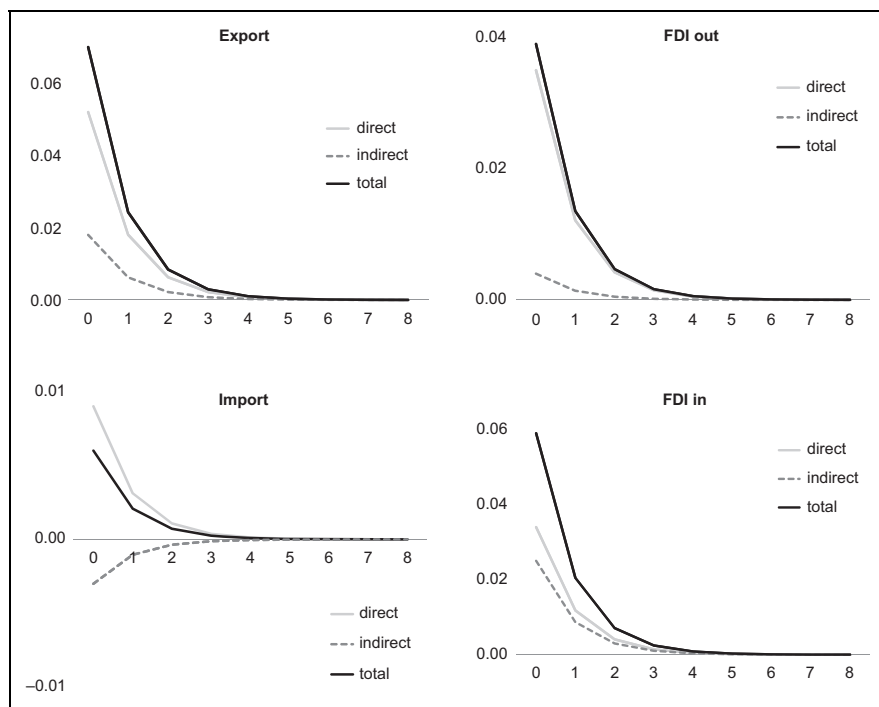 Export
0.06
0.04
0.02
0.00
direct
indirect
total
0 1 2 3 4 5 6 7 8
FDI out
0.04
0.02
0.00
direct
indirect
total
0 1 2 3 4 5 6 7 8
Import
0.01
0.00
–0.01
0 1 2 3 4 5 6 7 8
direct
indirect
total
FDI in
0.06
0.04
0.02
0.00
direct
indirect
total
0 1 2 3 4 5 6 7 8